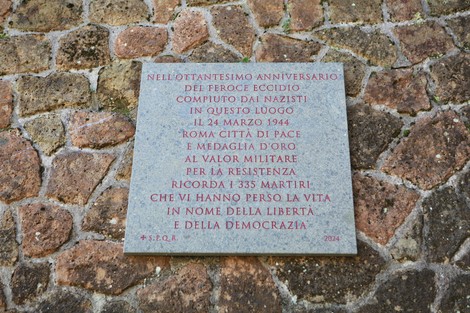 NELL'OTTANTESIMO ANNIVERSARIO
DEL FEROCE ECCIDIO
COMPIUTO DAI NAZISTI
IN QUESTO LUOGO
IL 24 MARZO 1944
ROMA CITTÀ DI PACE
E MEDAGLIA D'ORO
AL VALOR MILITARE
PER LA RESISTENZA
RICORDA I 335 MARTIRI
CHE VI HANNO PERSO LA VITA
IN NOME DELLA LIBERTÀ
E DELLA DEMOCRAZIA
✠ S.P.Q.R. 2024